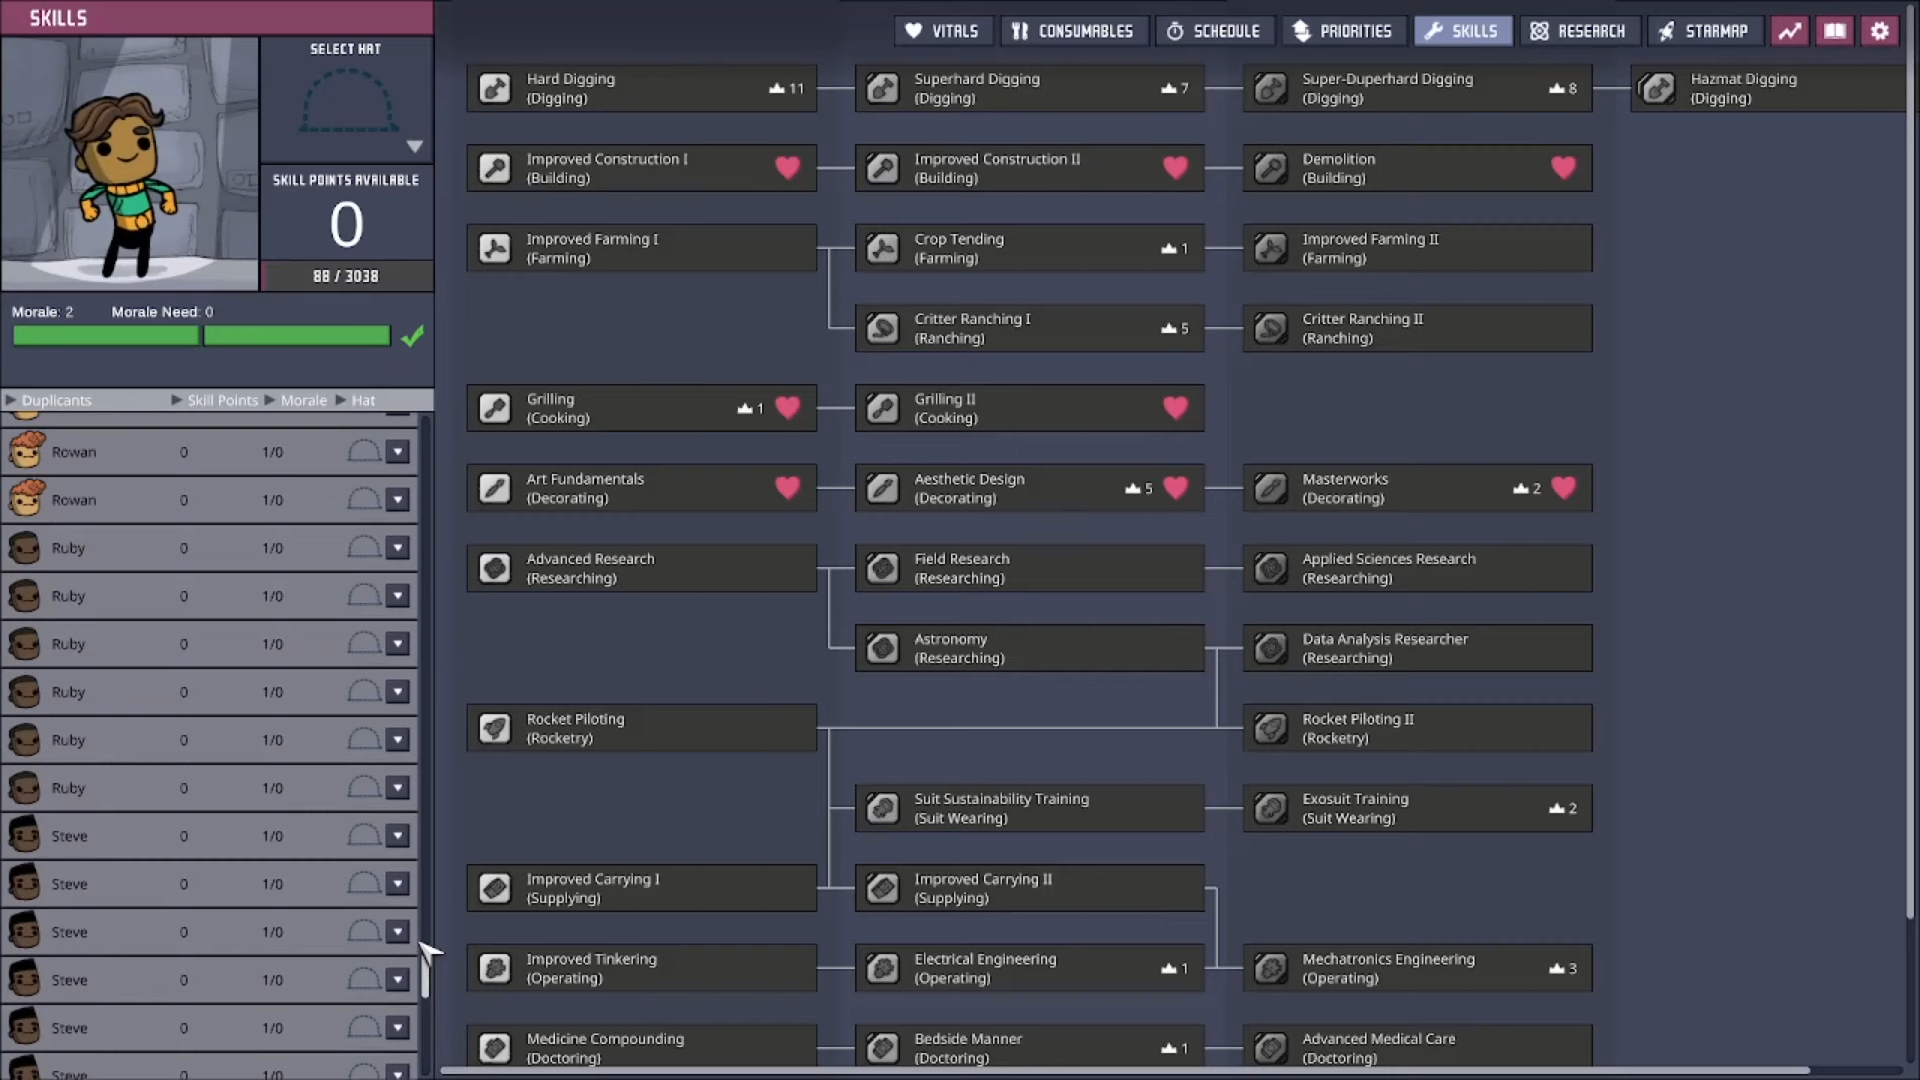 SKILLS
VITALS
CONSUMABLES
SCHEDULE
PRIORITIES
SKILLS
RESEARCH
STARMAP
SELECT HAT
SKILL POINTS AVAILABLE
0
88 / 3038
Morale: 2 Morale Need: 0
Duplicants Skill Points Morale Hat
Rowan 0 1/0
Rowan 0 1/0
Ruby 0 1/0
Ruby 0 1/0
Ruby 0 1/0
Ruby 0 1/0
Ruby 0 1/0
Ruby 0 1/0
Steve 0 1/0
Steve 0 1/0
Steve 0 1/0
Steve 0 1/0
Steve 0 1/0
Steve 0 1/0
Hard Digging
(Digging)
11
Superhard Digging
(Digging)
7
Super-Duperhard Digging
(Digging)
8
Hazmat Digging
(Digging)
Improved Construction I
(Building)
Improved Construction II
(Building)
Demolition
(Building)
Improved Farming I
(Farming)
Crop Tending
(Farming)
1
Improved Farming II
(Farming)
Critter Ranching I
(Ranching)
5
Critter Ranching II
(Ranching)
Grilling
(Cooking)
1
Grilling II
(Cooking)
Art Fundamentals
(Decorating)
Aesthetic Design
(Decorating)
5
Masterworks
(Decorating)
2
Advanced Research
(Researching)
Field Research
(Researching)
Applied Sciences Research
(Researching)
Astronomy
(Researching)
Data Analysis Researcher
(Researching)
Rocket Piloting
(Rocketry)
Rocket Piloting II
(Rocketry)
Suit Sustainability Training
(Suit Wearing)
Exosuit Training
(Suit Wearing)
2
Improved Carrying I
(Supplying)
Improved Carrying II
(Supplying)
Improved Tinkering
(Operating)
Electrical Engineering
(Operating)
1
Mechatronics Engineering
(Operating)
3
Medicine Compounding
(Doctoring)
Bedside Manner
(Doctoring)
1
Advanced Medical Care
(Doctoring)